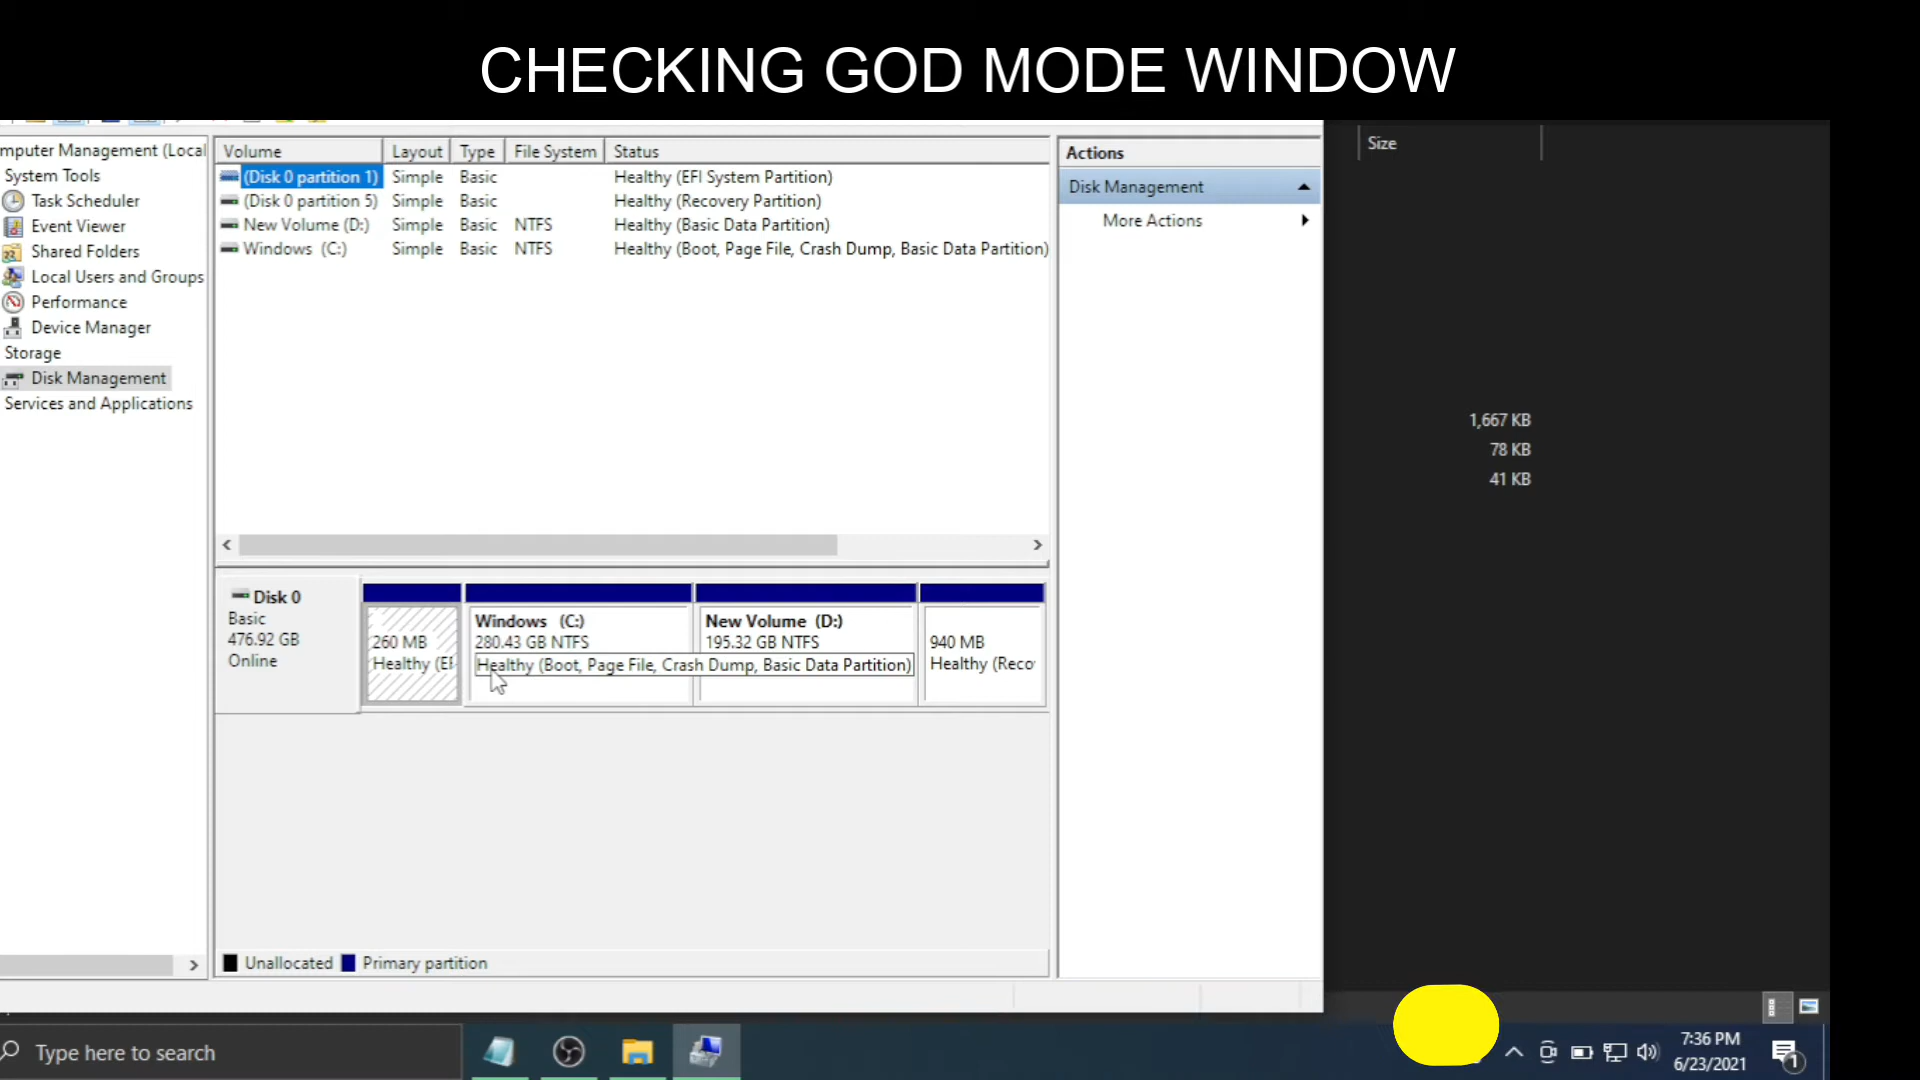 CHECKING GOD MODE WINDOW
mputer Management (Local
System Tools
Task Scheduler
Event Viewer
Shared Folders
Local Users and Groups
Performance
Device Manager
Storage
Disk Management
Services and Applications
Volume Layout Type File System Status
(Disk 0 partition 1) Simple Basic Healthy (EFI System Partition)
(Disk 0 partition 5) Simple Basic Healthy (Recovery Partition)
New Volume (D:) Simple Basic NTFS Healthy (Basic Data Partition)
Windows (C:) Simple Basic NTFS Healthy (Boot, Page File, Crash Dump, Basic Data Partition)
Disk 0
Basic
476.92 GB
Online
260 MB
Healthy (EF
Windows (C:)
280.43 GB NTFS
Healthy (Boot, Page File, Crash Dump, Basic Data Partition)
New Volume (D:)
195.32 GB NTFS
940 MB
Healthy (Reco
Unallocated Primary partition
Actions
Disk Management
More Actions
Size
1,667 KB
78 KB
41 KB
Type here to search
7:36 PM
6/23/2021
1